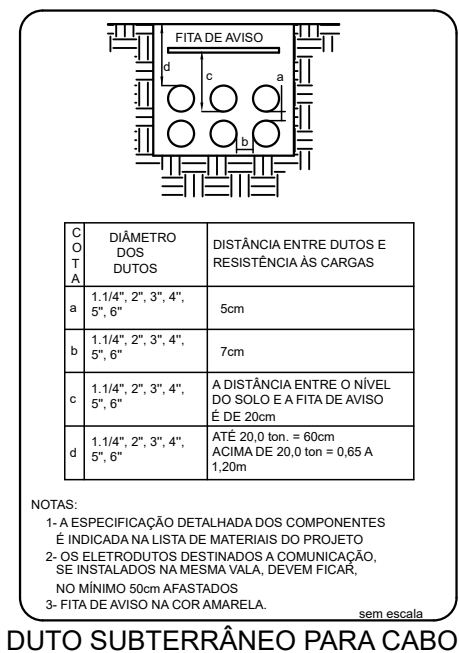 FITA DE AVISO
d
c
a
b
COTA
DIÂMETRO
DOS
DUTOS
DISTÂNCIA ENTRE DUTOS E
RESISTÊNCIA ÀS CARGAS
a
1.1/4", 2", 3", 4",
5", 6"
5cm
b
1.1/4", 2", 3", 4",
5", 6"
7cm
c
1.1/4", 2", 3", 4",
5", 6"
A DISTÂNCIA ENTRE O NÍVEL
DO SOLO E A FITA DE AVISO
É DE 20cm
d
1.1/4", 2", 3", 4",
5", 6"
ATÉ 20,0 ton. = 60cm
ACIMA DE 20,0 ton = 0,65 A
1,20m
NOTAS:
1- A ESPECIFICAÇÃO DETALHADA DOS COMPONENTES
É INDICADA NA LISTA DE MATERIAIS DO PROJETO
2- OS ELETRODUTOS DESTINADOS A COMUNICAÇÃO,
SE INSTALADOS NA MESMA VALA, DEVEM FICAR,
NO MÍNIMO 50cm AFASTADOS
3- FITA DE AVISO NA COR AMARELA.
sem escala
DUTO SUBTERRÂNEO PARA CABO